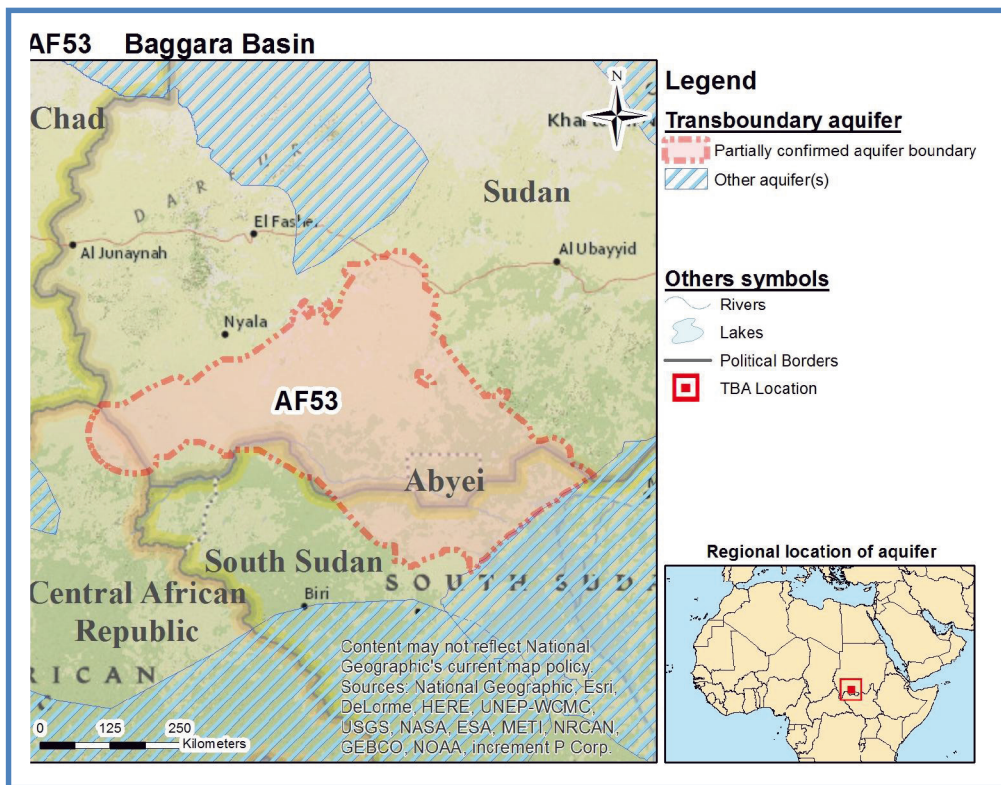 AF53 Baggara Basin
N
Chad
Sudan
DARFUR
El Fasher
Al Junaynah
Al Ubayyid
Nyala
AF53
Abyei
South Sudan
SOUTH SUDA
Biri
Central African
Republic
RICAN
Content may not reflect National
Geographic's current map policy.
Sources: National Geographic, Esri,
DeLorme, HERE, UNEP-WCMC,
USGS, NASA, ESA, METI, NRCAN,
GEBCO, NOAA, increment P Corp.
0 125 250
Kilometers
Legend
Transboundary aquifer
Partially confirmed aquifer boundary
Other aquifer(s)
Others symbols
Rivers
Lakes
Political Borders
TBA Location
Regional location of aquifer